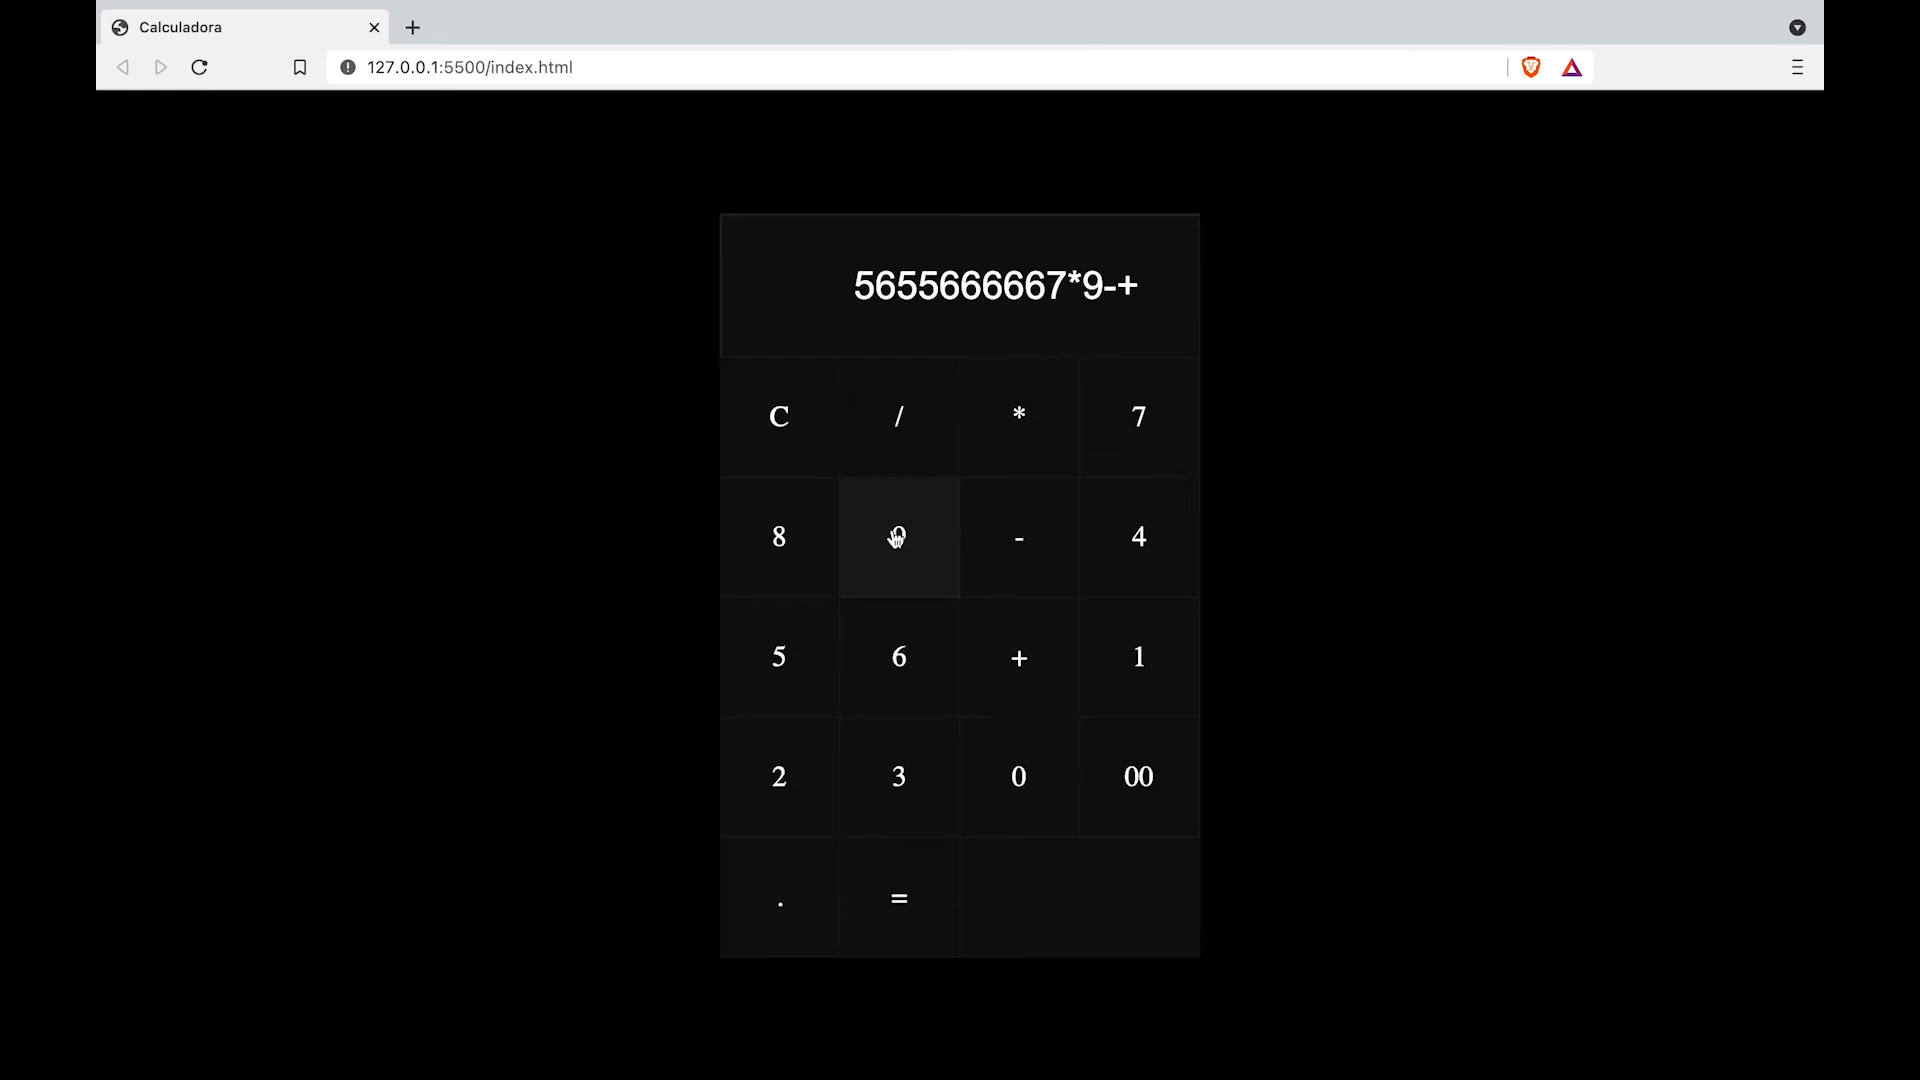 Calculadora
127.0.0.1:5500/index.html
5655666667*9-+
C / * 7
8 9 - 4
5 6 + 1
2 3 0 00
. =